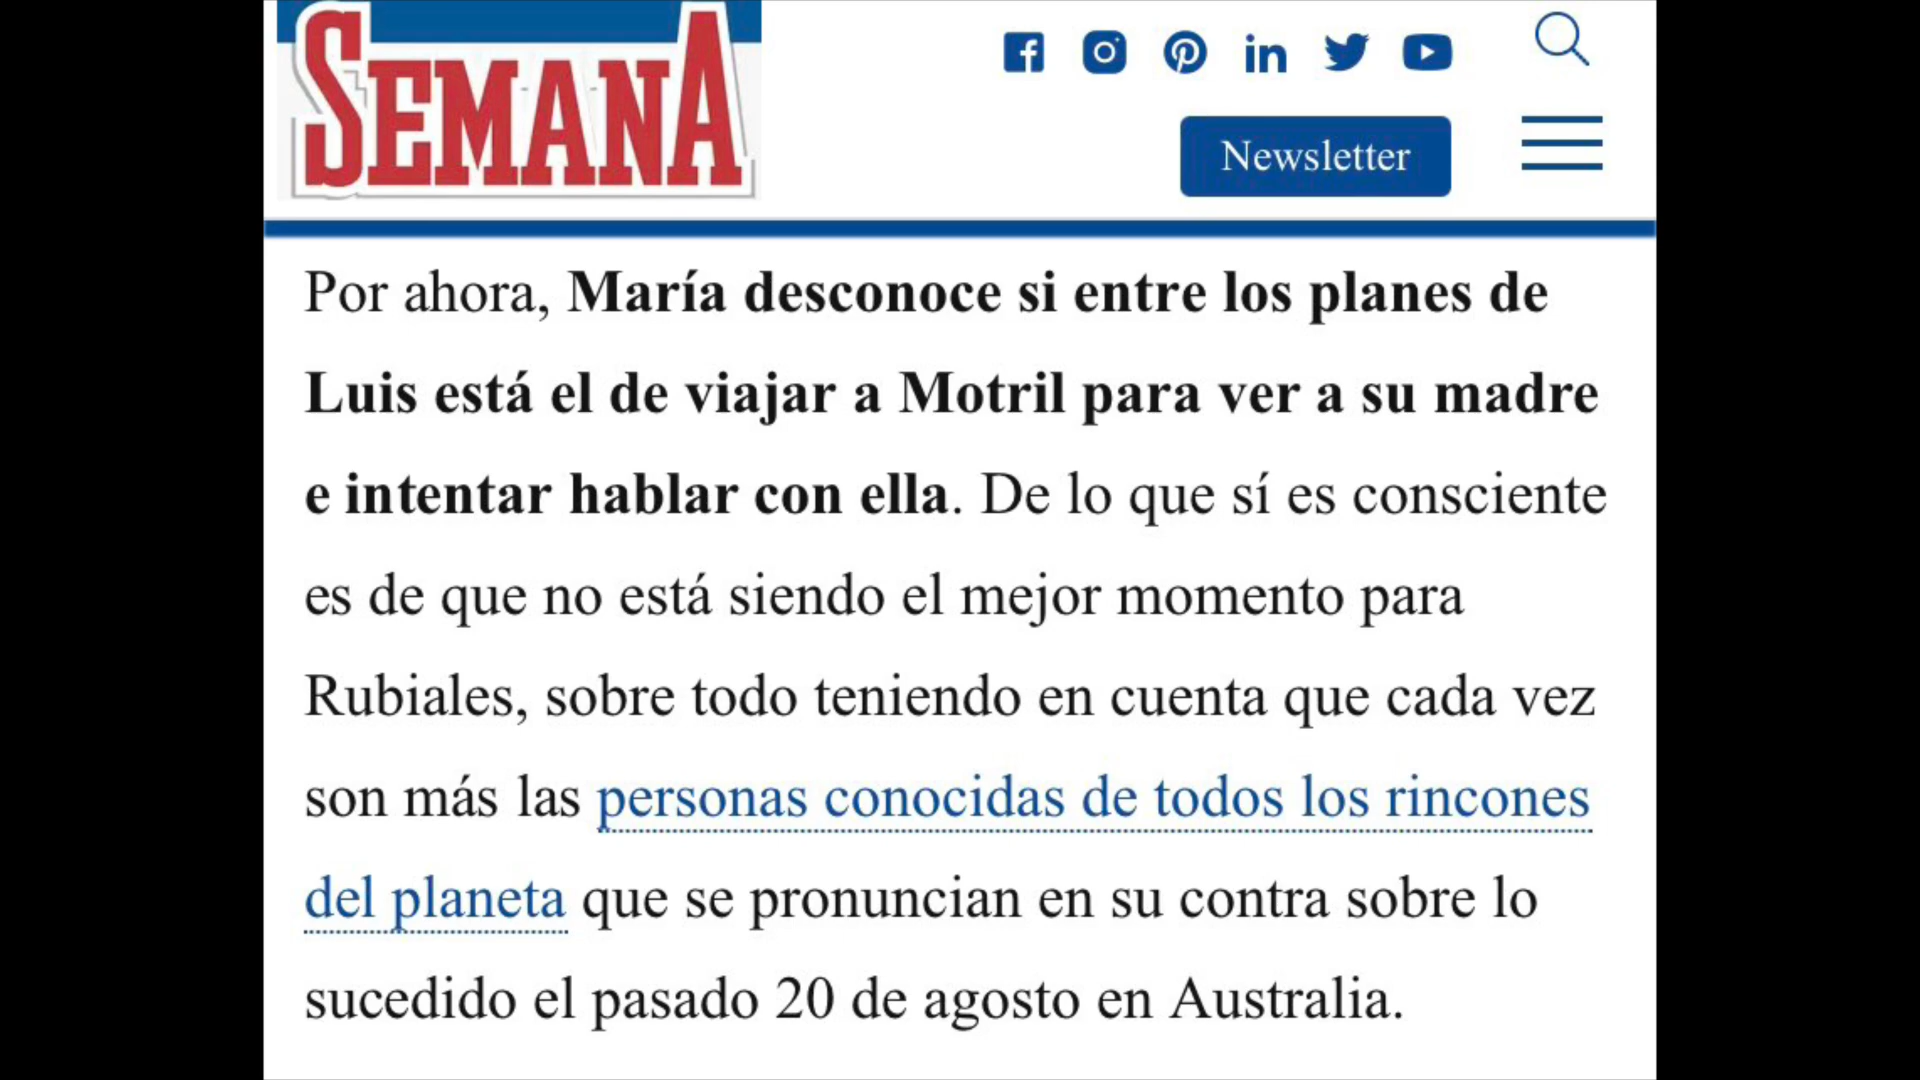 SEMANA
Newsletter
Por ahora, María desconoce si entre los planes de
Luis está el de viajar a Motril para ver a su madre
e intentar hablar con ella. De lo que sí es consciente
es de que no está siendo el mejor momento para
Rubiales, sobre todo teniendo en cuenta que cada vez
son más las personas conocidas de todos los rincones
del planeta que se pronuncian en su contra sobre lo
sucedido el pasado 20 de agosto en Australia.